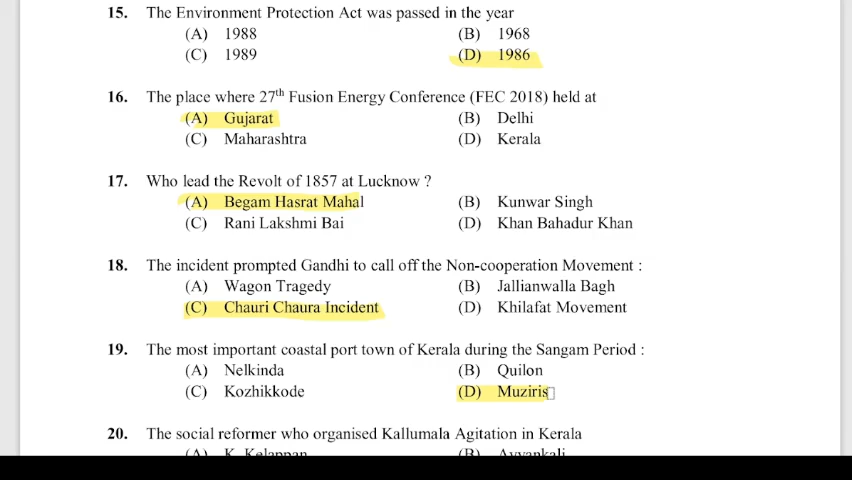 15. The Environment Protection Act was passed in the year
(A) 1988 (B) 1968
(C) 1989 (D) 1986
16. The place where 27th Fusion Energy Conference (FEC 2018) held at
(A) Gujarat (B) Delhi
(C) Maharashtra (D) Kerala
17. Who lead the Revolt of 1857 at Lucknow ?
(A) Begam Hasrat Mahal (B) Kunwar Singh
(C) Rani Lakshmi Bai (D) Khan Bahadur Khan
18. The incident prompted Gandhi to call off the Non-cooperation Movement :
(A) Wagon Tragedy (B) Jallianwalla Bagh
(C) Chauri Chaura Incident (D) Khilafat Movement
19. The most important coastal port town of Kerala during the Sangam Period :
(A) Nelkinda (B) Quilon
(C) Kozhikkode (D) Muziris
20. The social reformer who organised Kallumala Agitation in Kerala
(A) K. Kelappan (B) Ayyankali